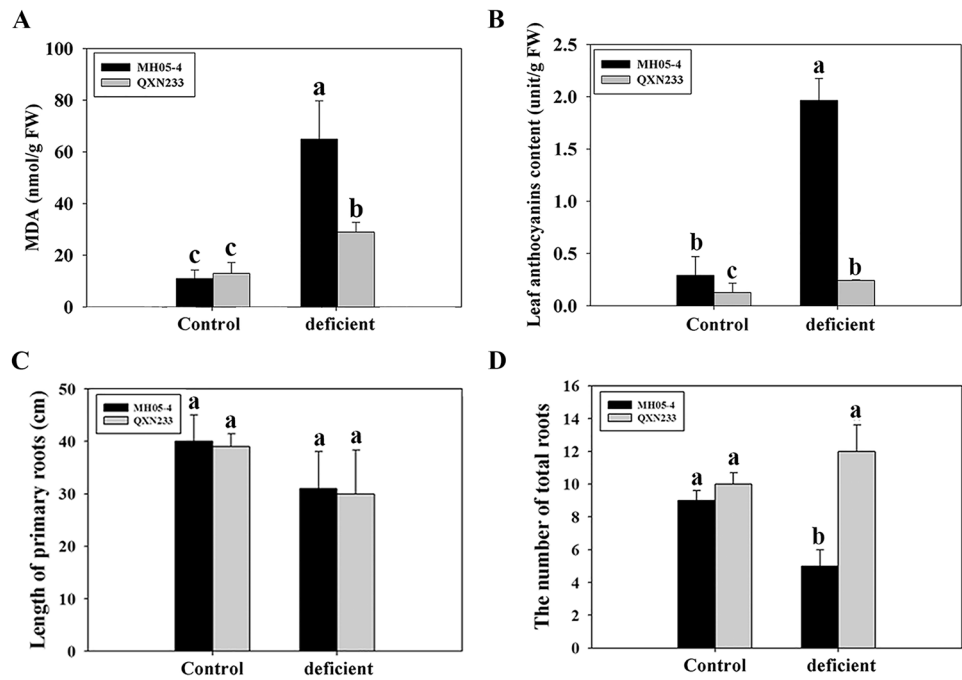 A
MDA (nmol/g FW)
100
80
60
40
20
0
MH05-4
QXN233
c
c
a
b
Control
deficient
B
Leaf anthocyanins content (unit/g FW)
2.5
2.0
1.5
1.0
0.5
0.0
MH05-4
QXN233
b
c
a
b
Control
deficient
C
Length of primary roots (cm)
50
40
30
20
10
0
MH05-4
QXN233
a
a
a
a
Control
deficient
D
The number of total roots
16
14
12
10
8
6
4
2
0
MH05-4
QXN233
a
a
b
a
Control
deficient